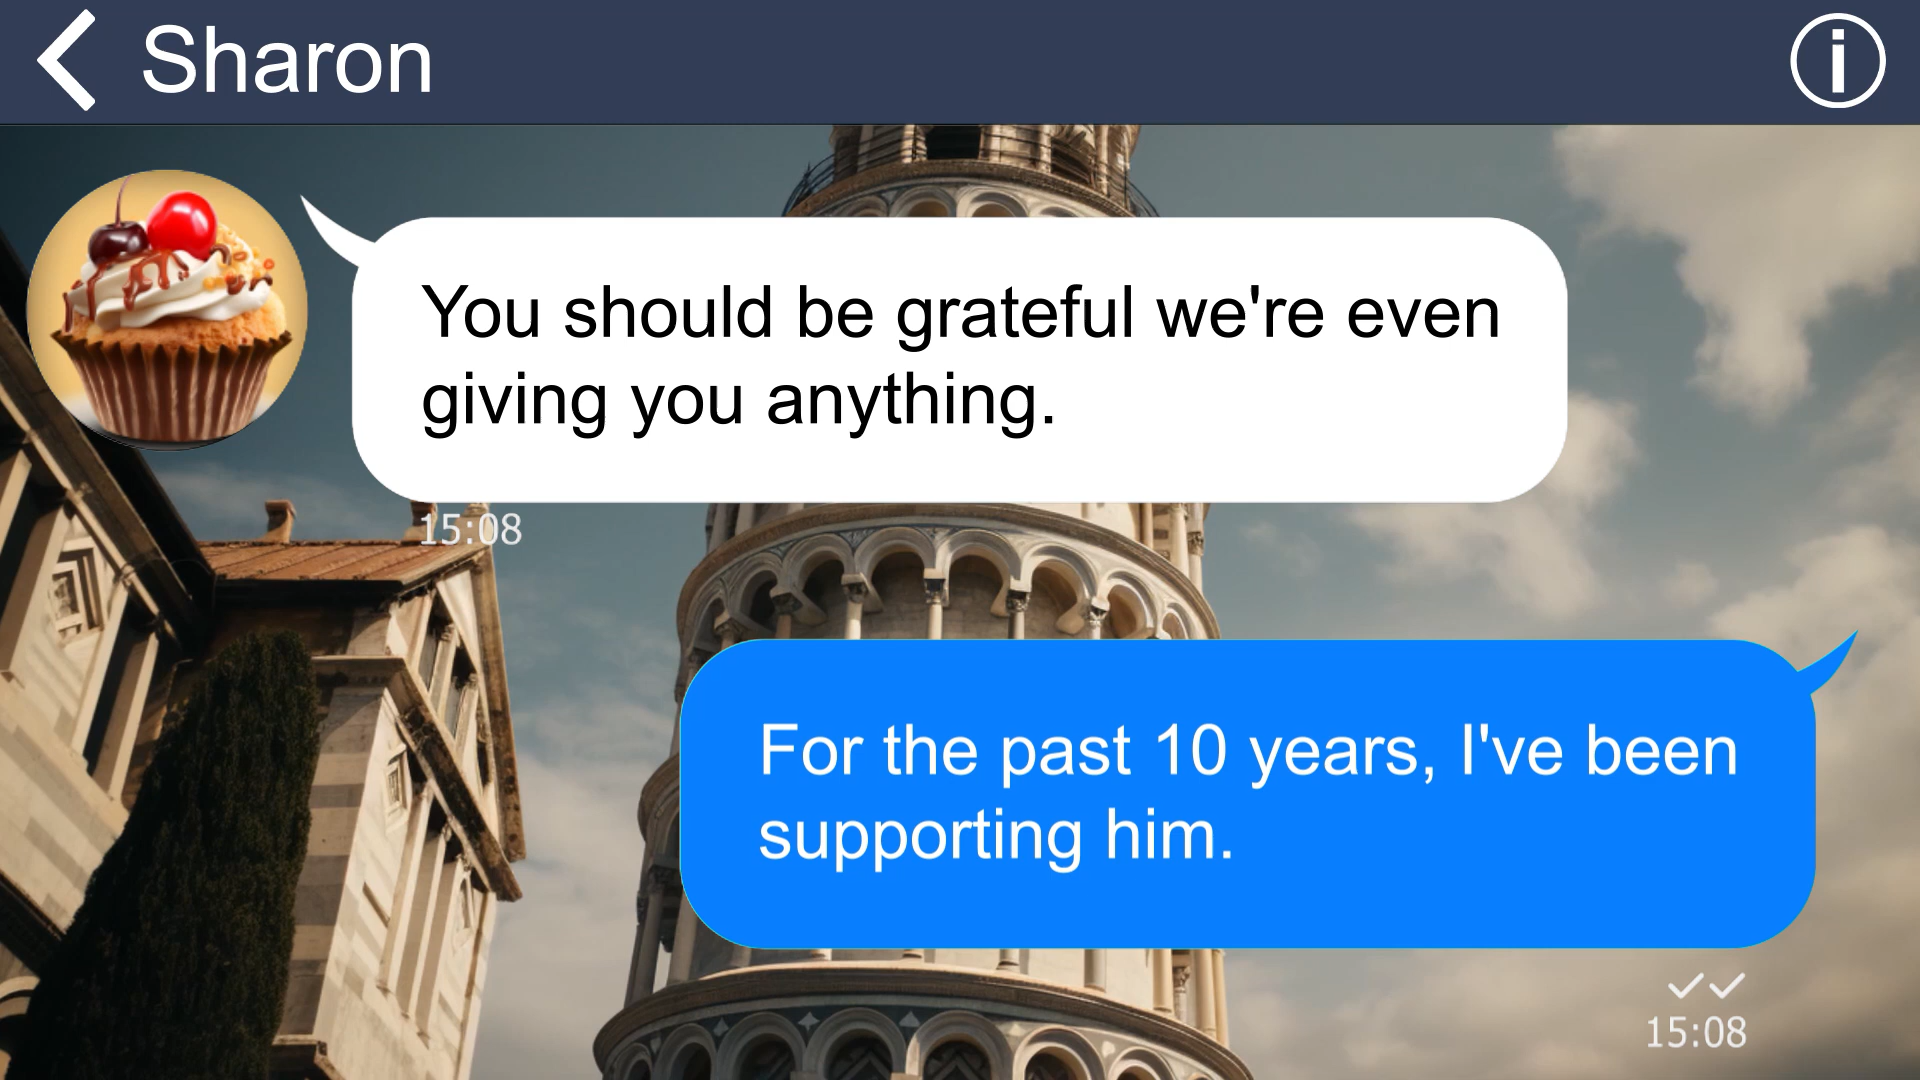 Sharon
You should be grateful we're even
giving you anything.
15:08
For the past 10 years, I've been
supporting him.
15:08